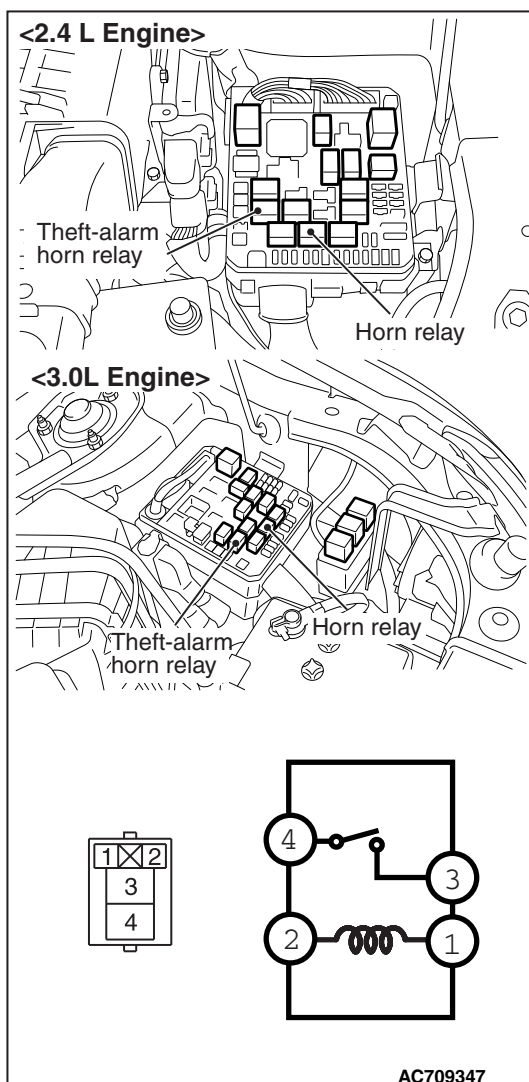 <2.4 L Engine>
Theft-alarm
horn relay
Horn relay
<3.0L Engine>
Theft-alarm
horn relay
Horn relay
1 2
3
4
4
3
2
1
AC709347